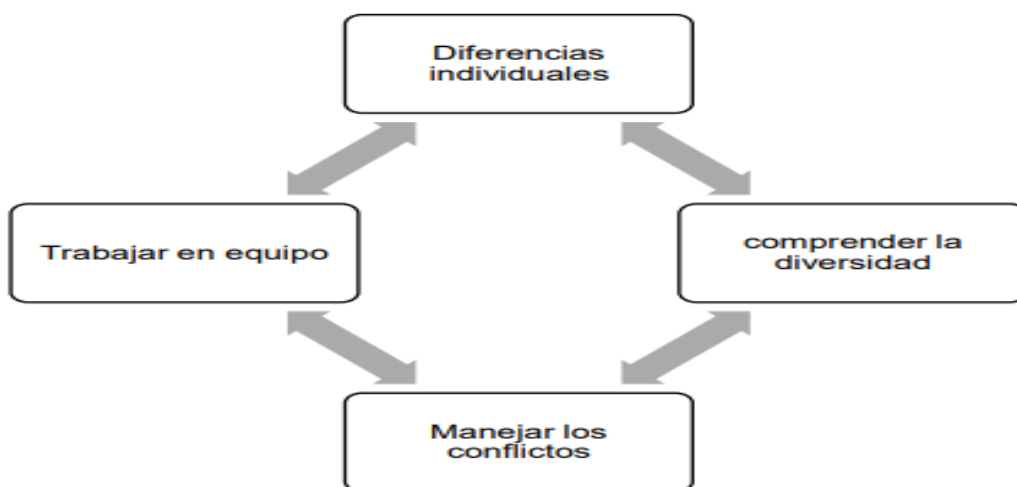 Diferencias
individuales
Trabajar en equipo
comprender la
diversidad
Manejar los
conflictos